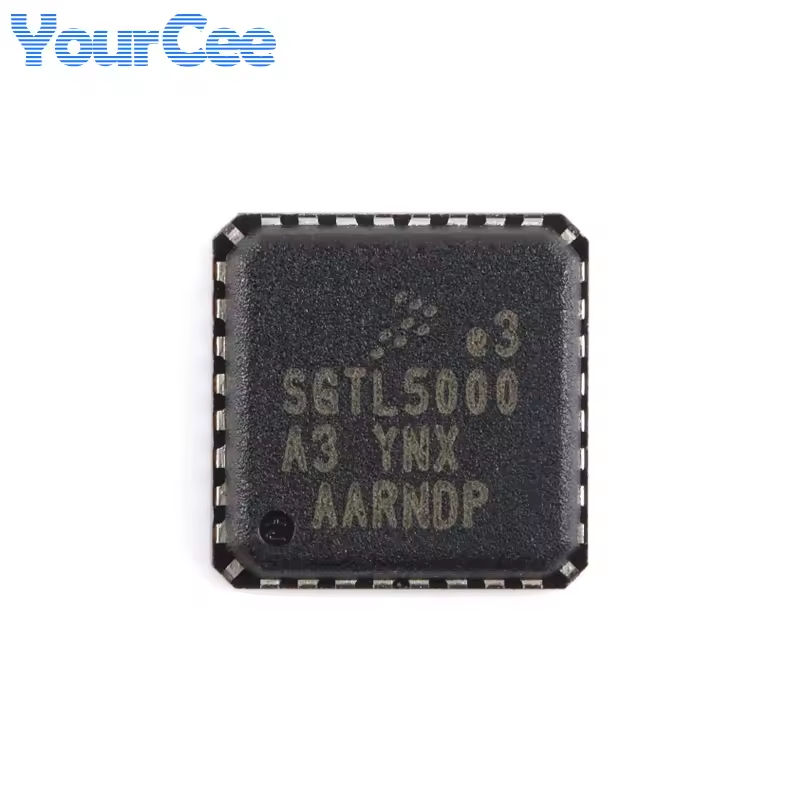 YourCee
e3
SGTL5000
A3 YNX
AARNDP